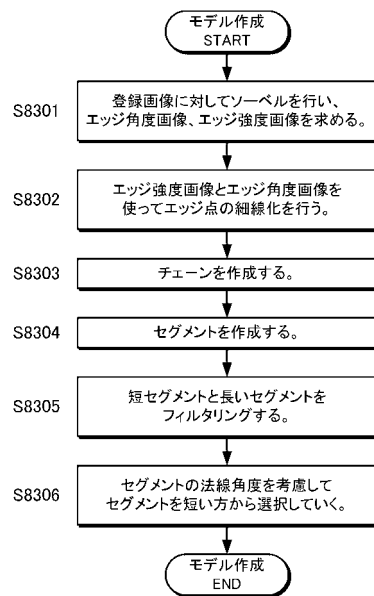 モデル作成
START
S8301
登録画像に対してソーベルを行い、
エッジ角度画像、エッジ強度画像を求める。
S8302
エッジ強度画像とエッジ角度画像を
使ってエッジ点の細線化を行う。
S8303
チェーンを作成する。
S8304
セグメントを作成する。
S8305
短セグメントと長いセグメントを
フィルタリングする。
S8306
セグメントの法線角度を考慮して
セグメントを短い方から選択していく。
モデル作成
END